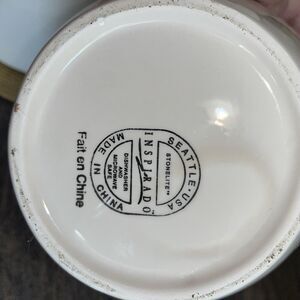 SEATTLE · USA
STONELITE™
INSPIRADO
DISHWASHER
AND
MICROWAVE
SAFE
MADE IN CHINA
Fait en Chine